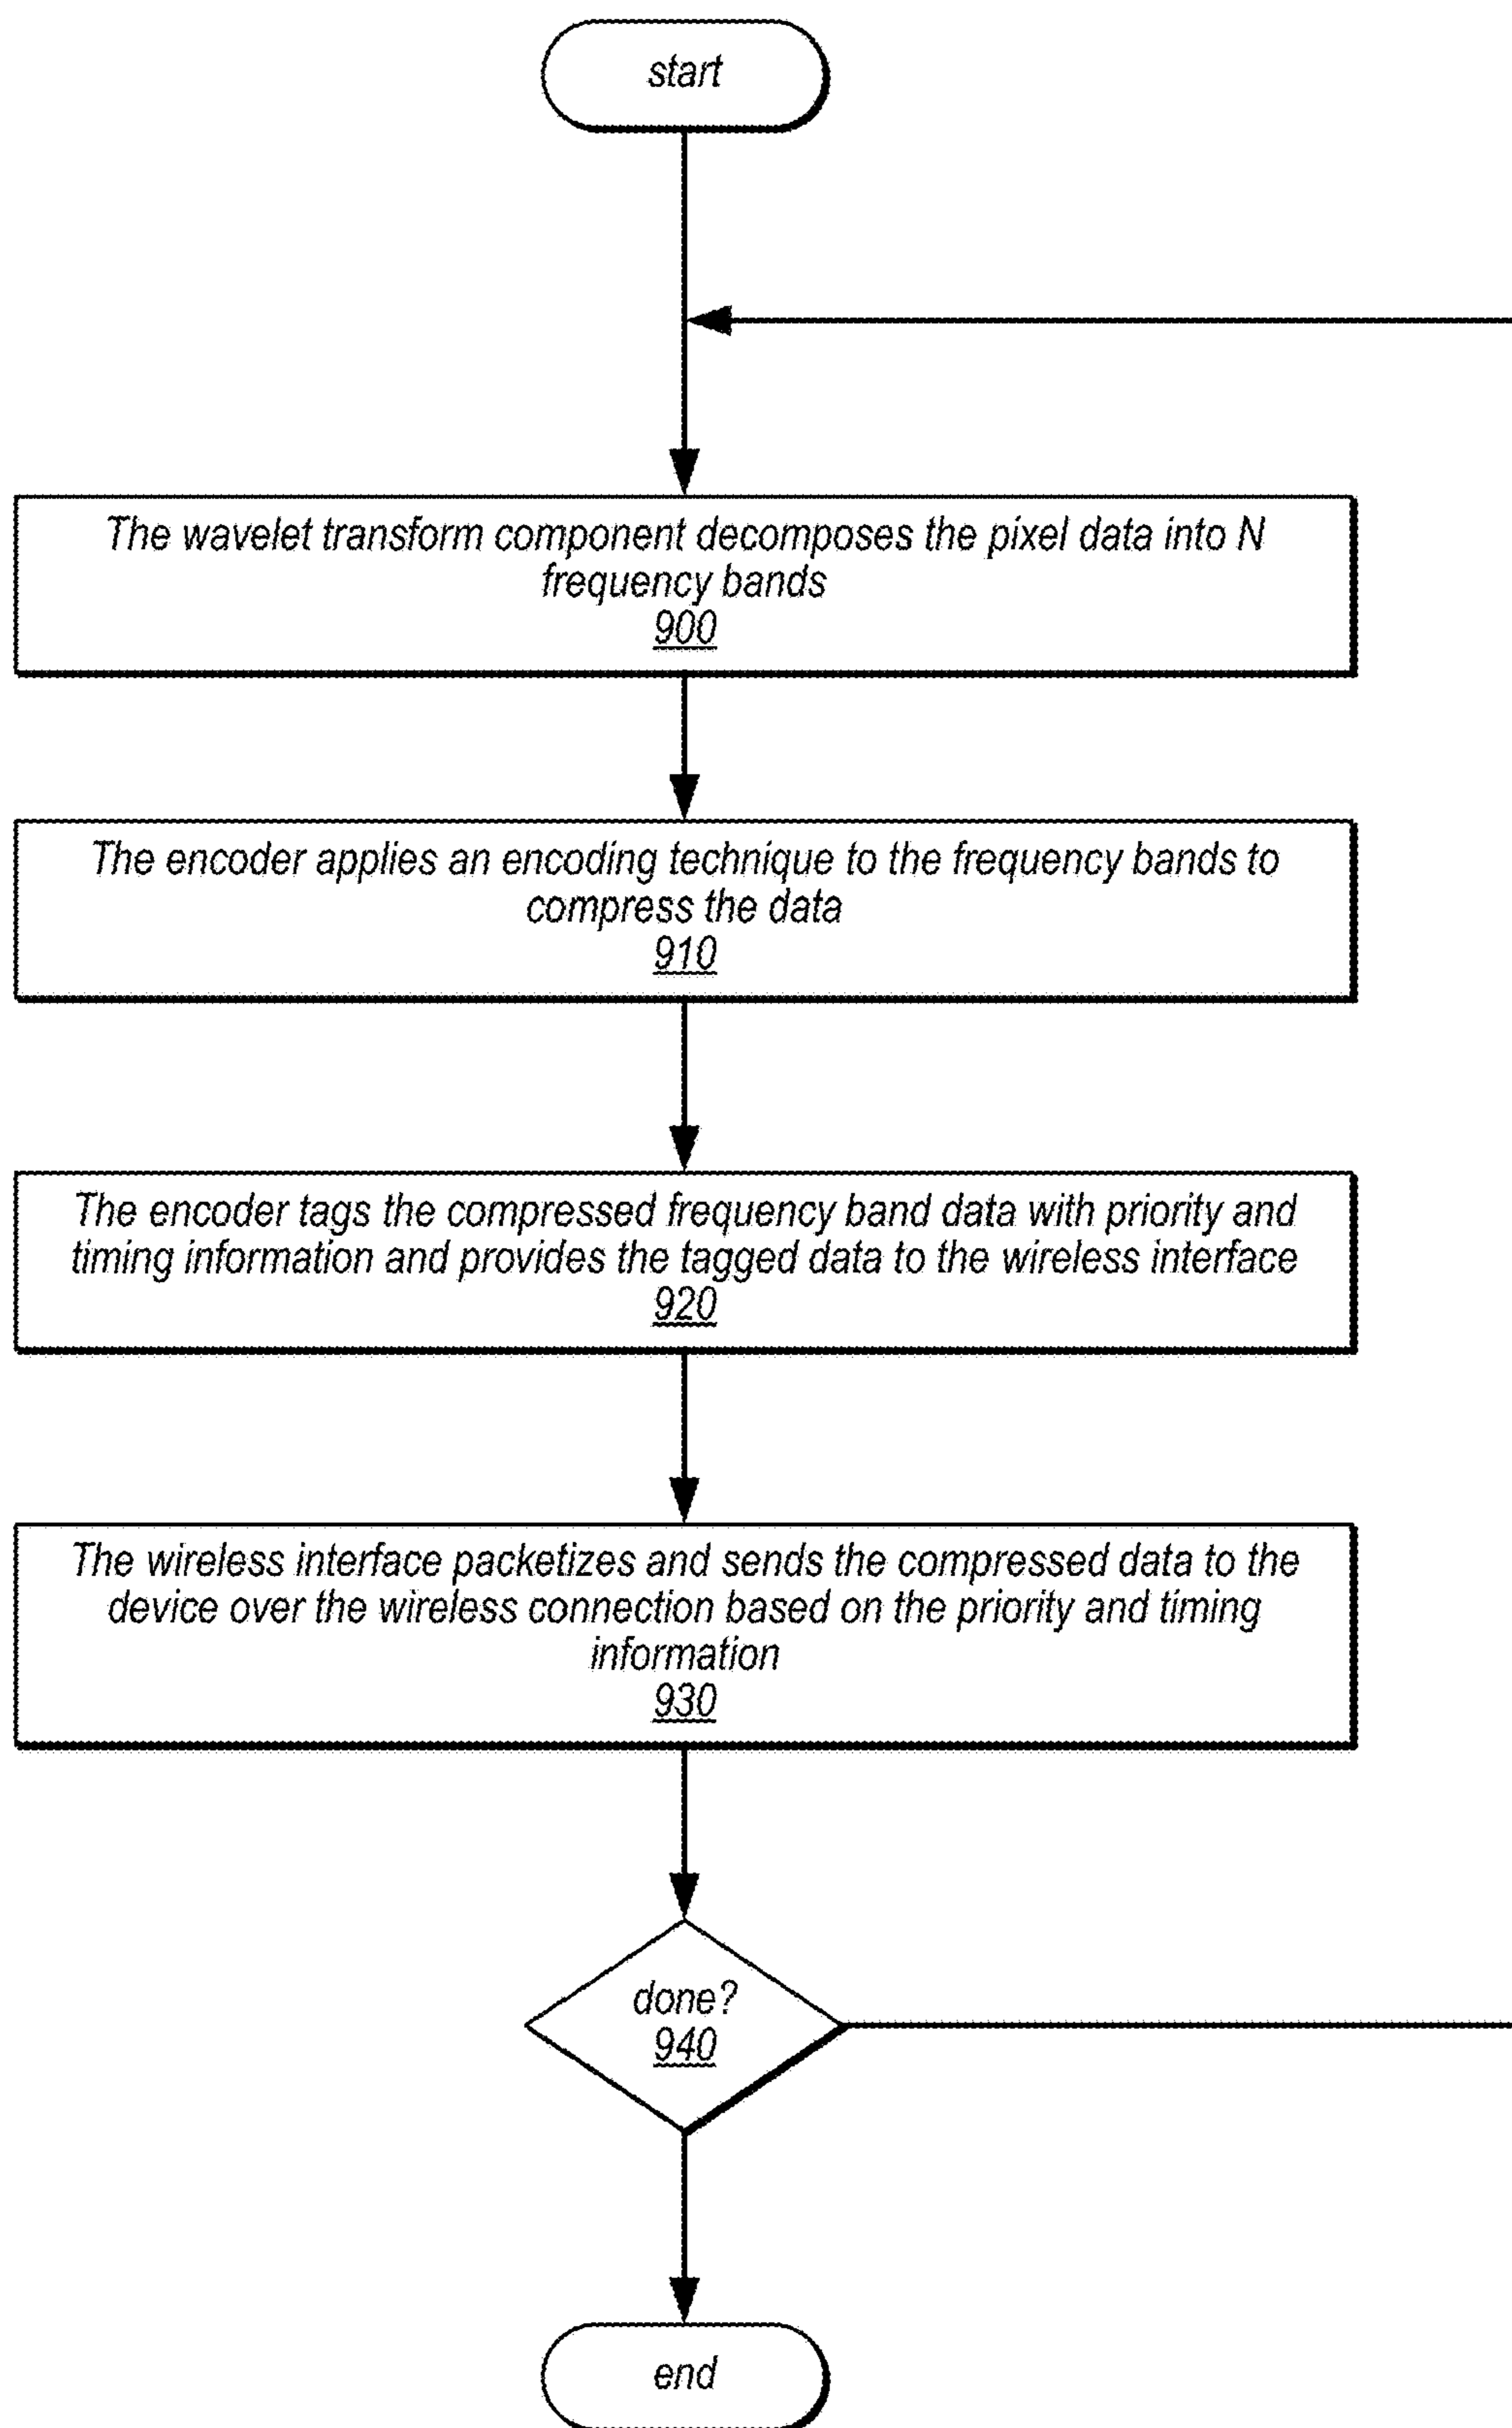 start
The wavelet transform component decomposes the pixel data into N
frequency bands
900
The encoder applies an encoding technique to the frequency bands to
compress the data
910
The encoder tags the compressed frequency band data with priority and
timing information and provides the tagged data to the wireless interface
920
The wireless interface packetizes and sends the compressed data to the
device over the wireless connection based on the priority and timing
information
930
done?
940
end